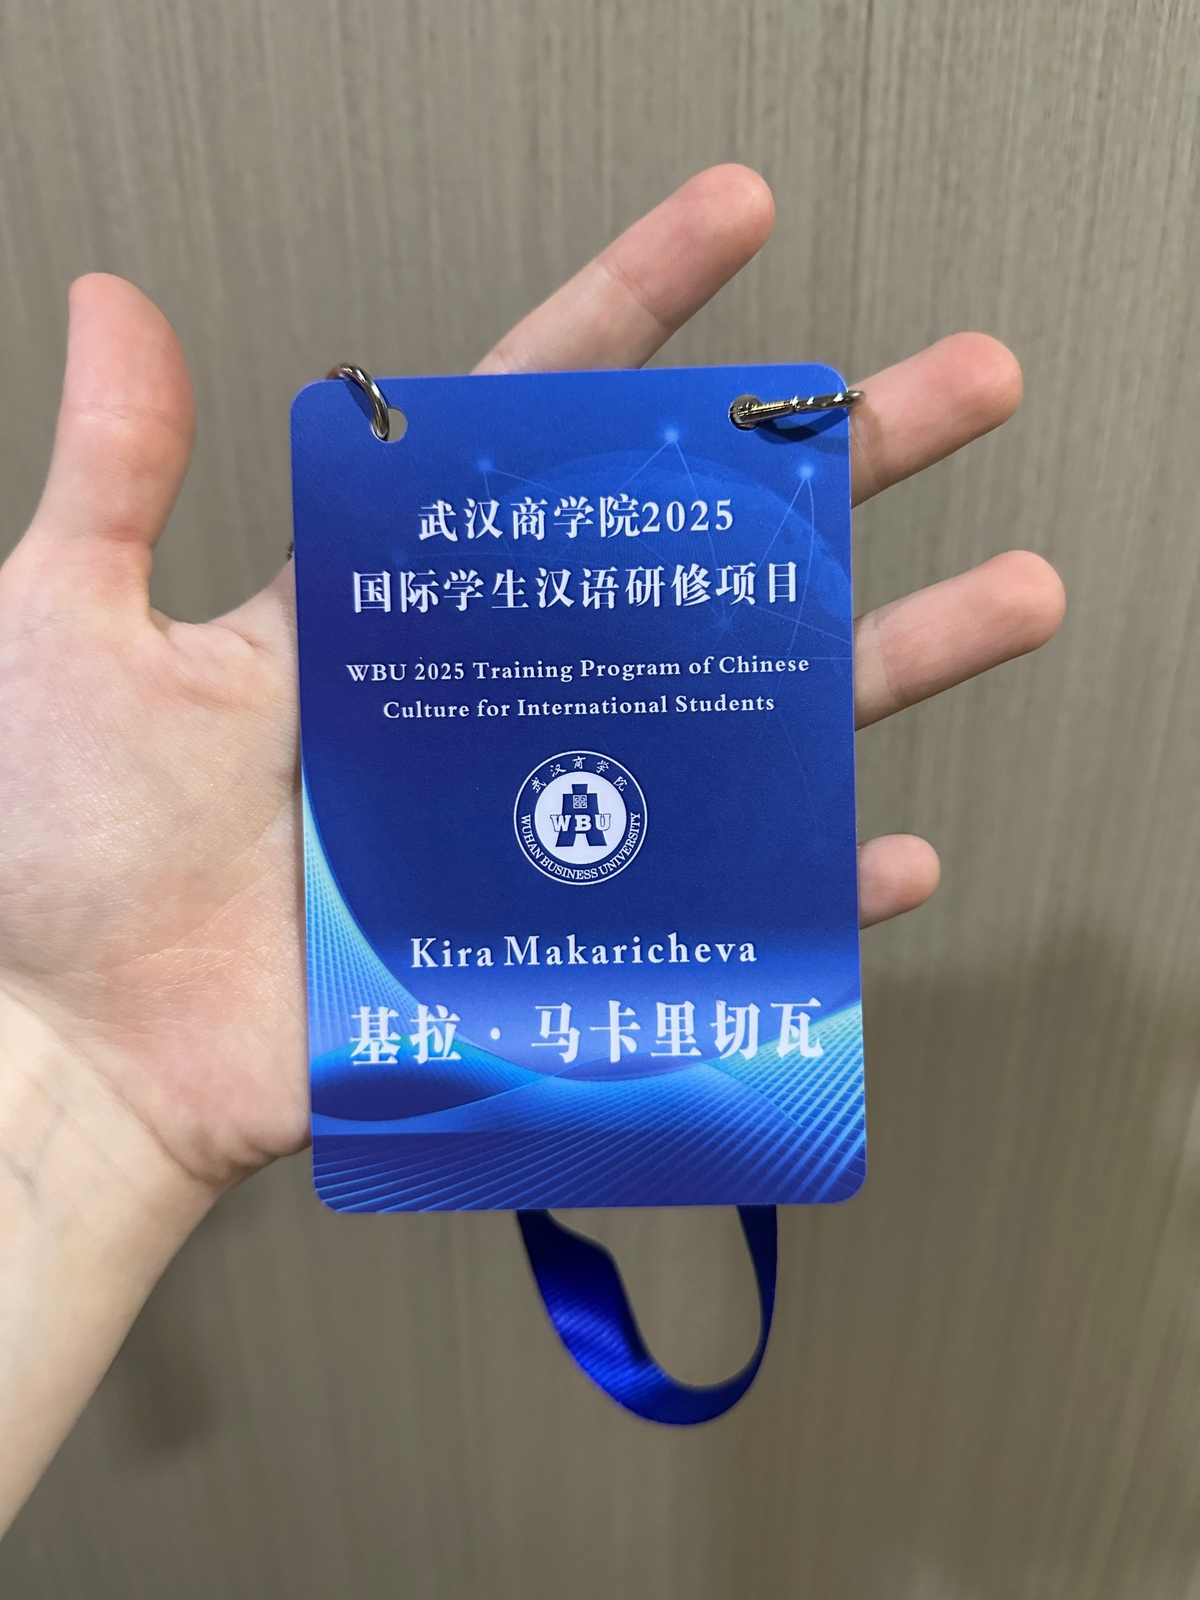 武汉商学院2025
国际学生汉语研修项目
WBU 2025 Training Program of Chinese
Culture for International Students
武汉商学院
WBU
WUHAN BUSINESS UNIVERSITY
Kira Makaricheva
基拉·马卡里切瓦